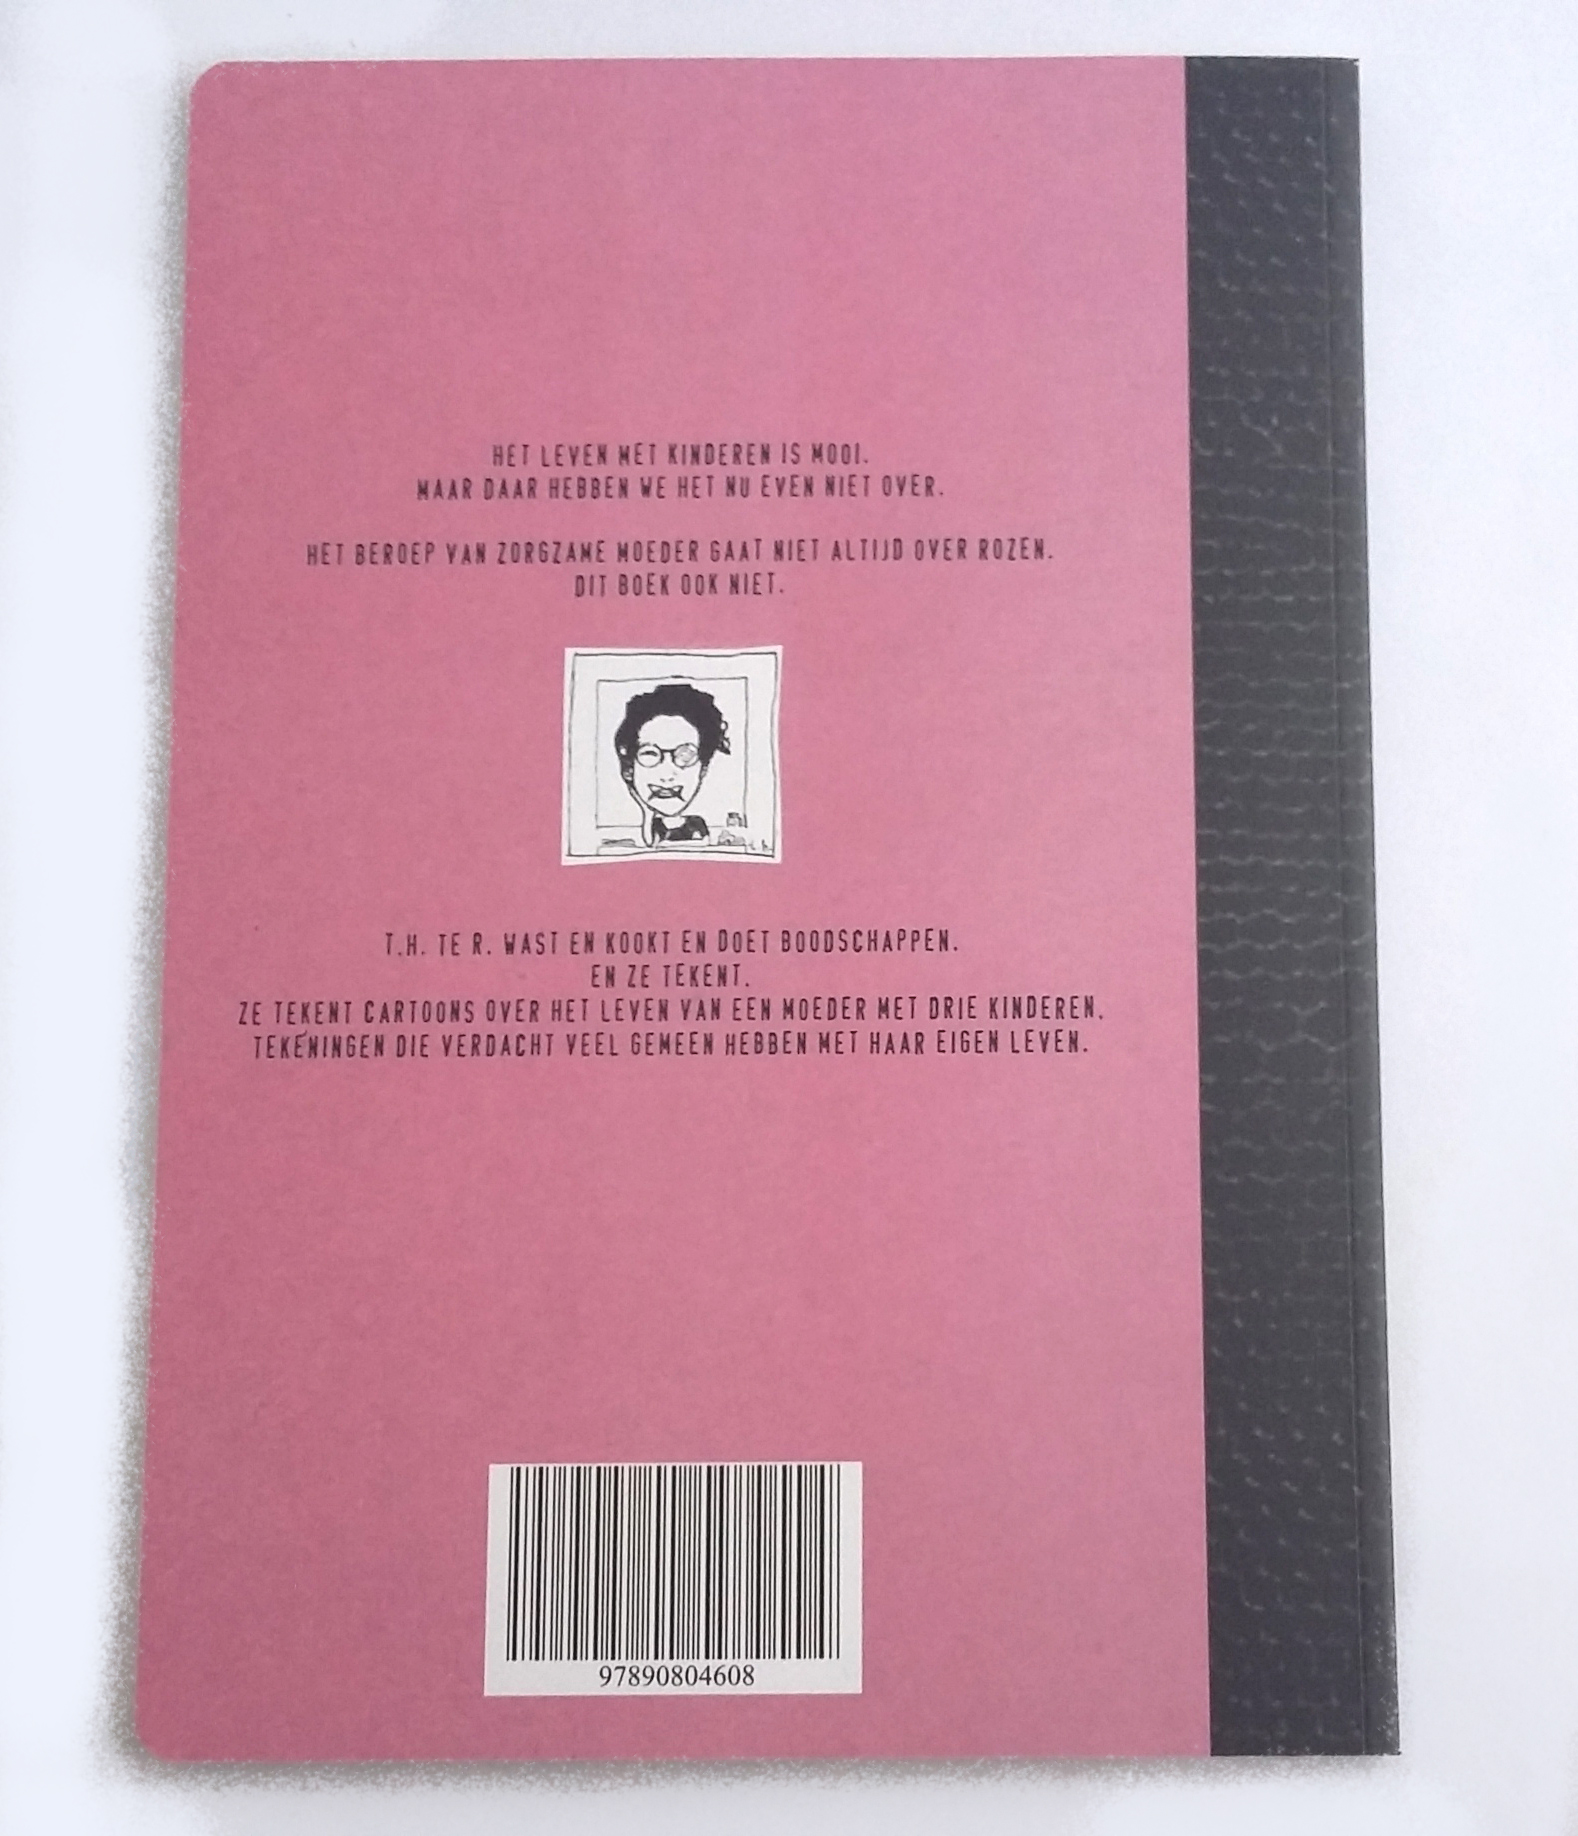 HET LEVEN MET KINDEREN IS MOOI.
MAAR DAAR HEBBEN WE HET NU EVEN NIET OVER.
HET BEROEP VAN ZORGZAME MOEDER GAAT NIET ALTIJD OVER ROZEN.
DIT BOEK OOK NIET.
T.H. TE R. WAST EN KOOKT EN DOET BOODSCHAPPEN.
EN ZE TEKENT.
ZE TEKENT CARTOONS OVER HET LEVEN VAN EEN MOEDER MET DRIE KINDEREN.
TEKENINGEN DIE VERDACHT VEEL GEMEEN HEBBEN MET HAAR EIGEN LEVEN.
97890804608